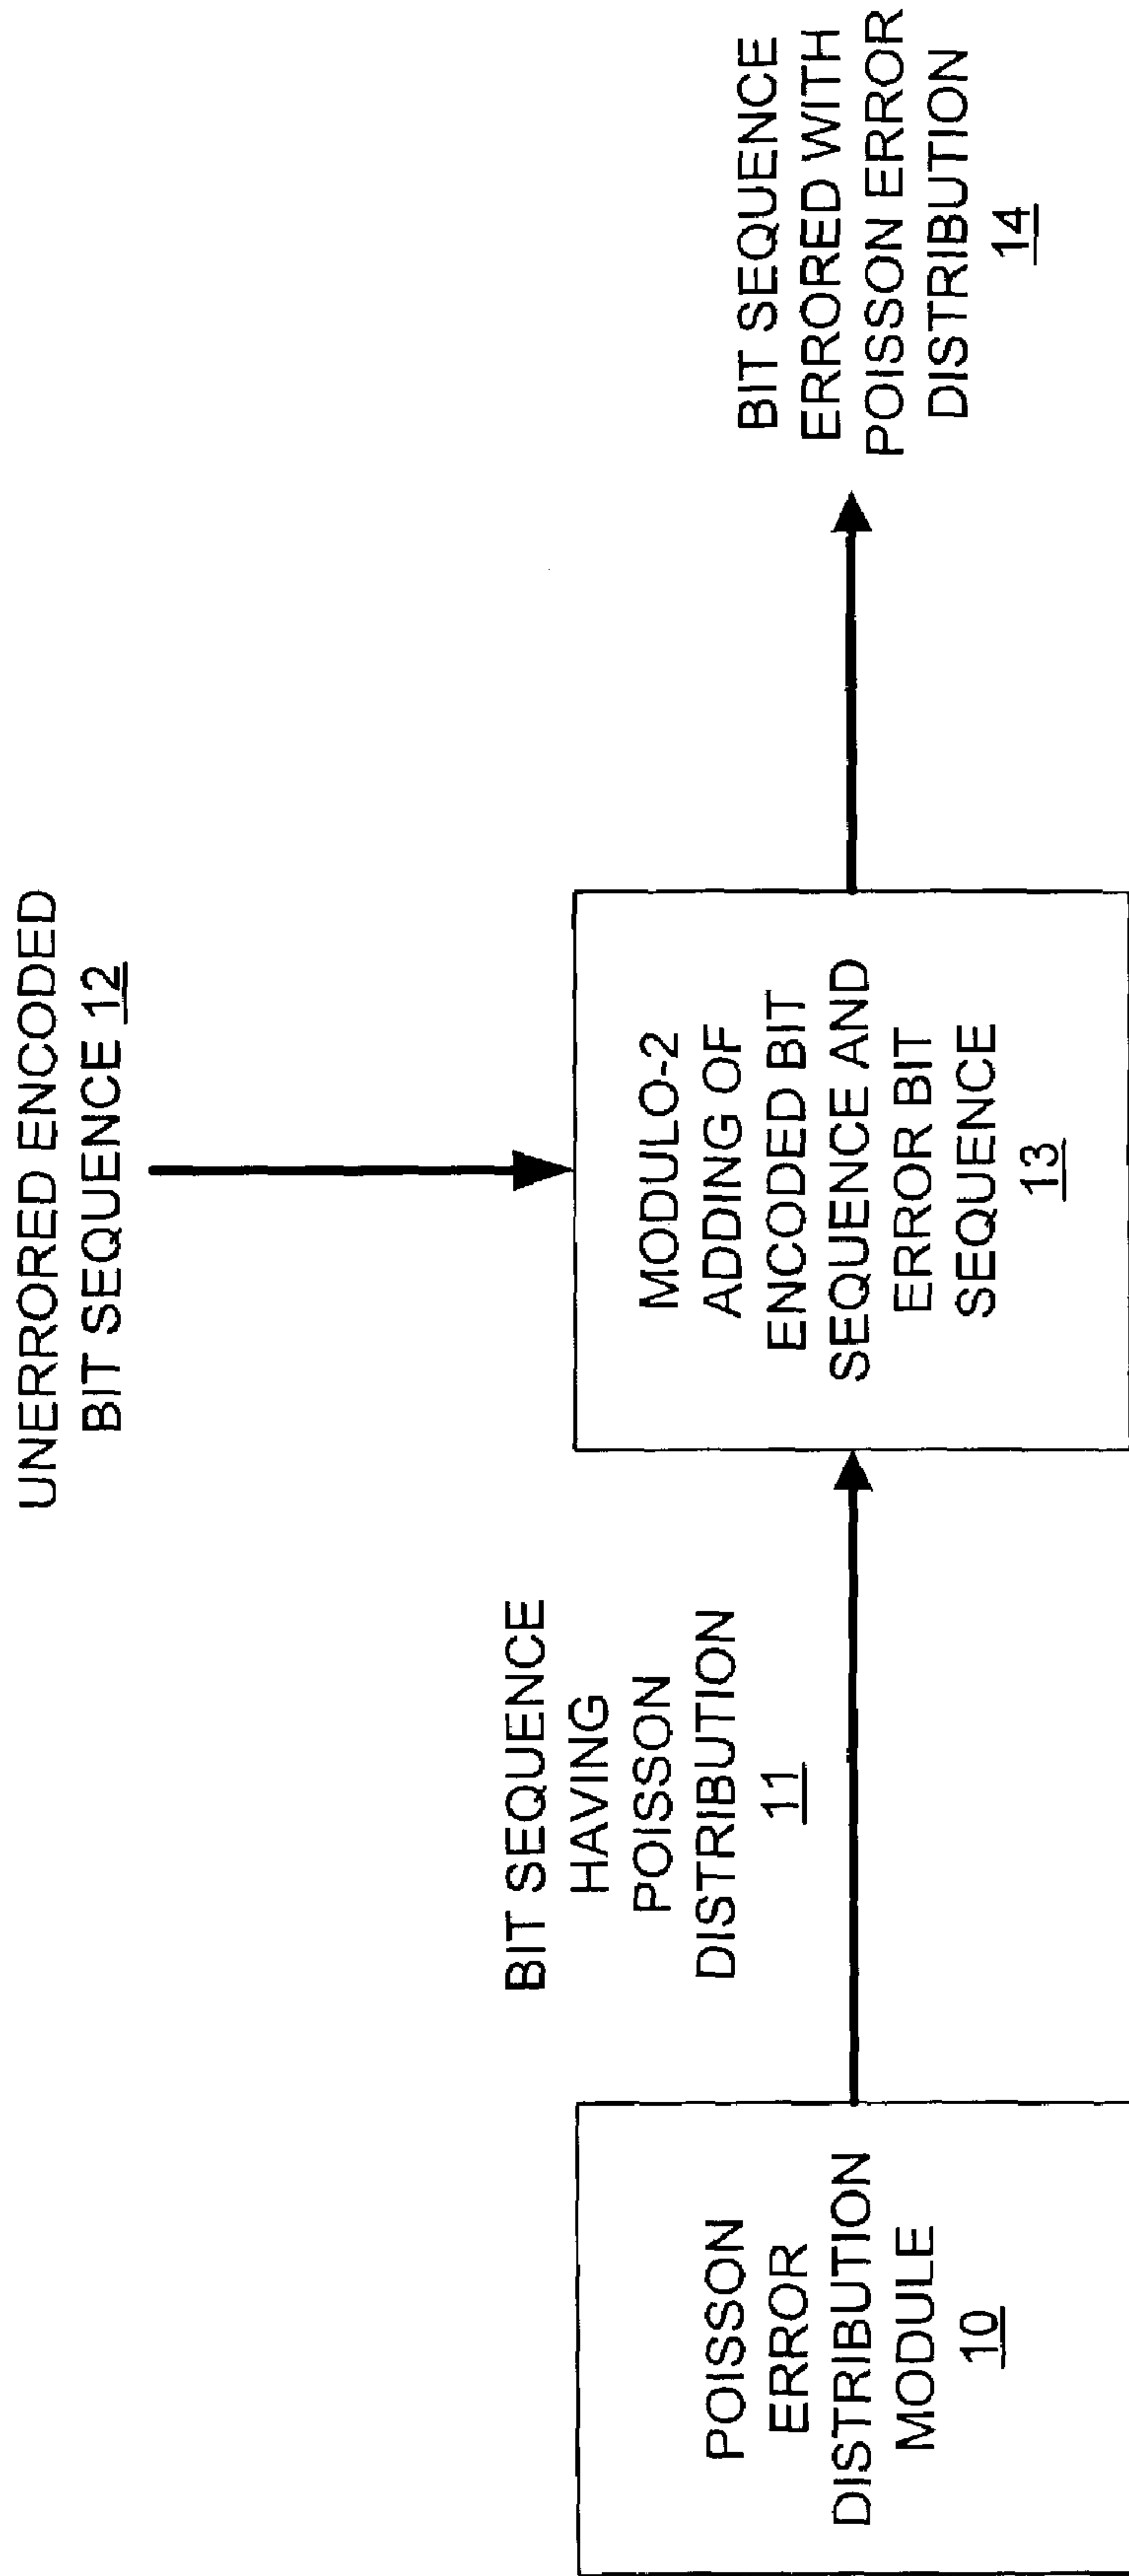 UNERRORED ENCODED
BIT SEQUENCE 12
POISSON
ERROR
DISTRIBUTION
MODULE
10
BIT SEQUENCE
HAVING
POISSON
DISTRIBUTION
11
MODULO-2
ADDING OF
ENCODED BIT
SEQUENCE AND
ERROR BIT
SEQUENCE
13
BIT SEQUENCE
ERRORED WITH
POISSON ERROR
DISTRIBUTION
14